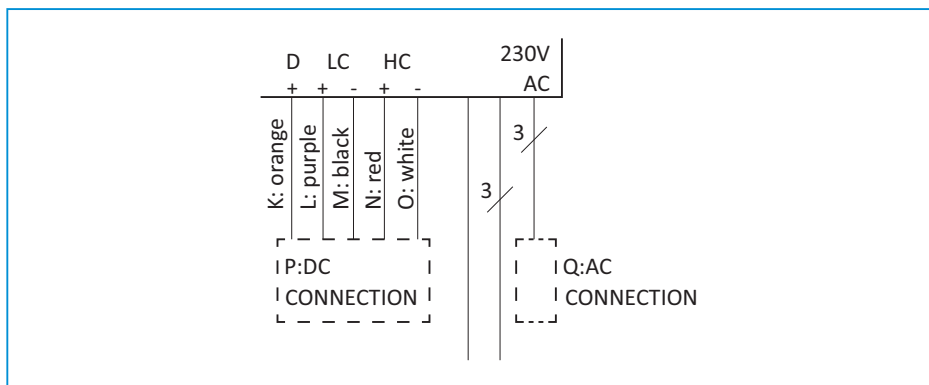 230V
D LC HC
AC
+ + - + -
K: orange
L: purple
M: black
N: red
O: white
3
3
P:DC
CONNECTION
Q:AC
CONNECTION